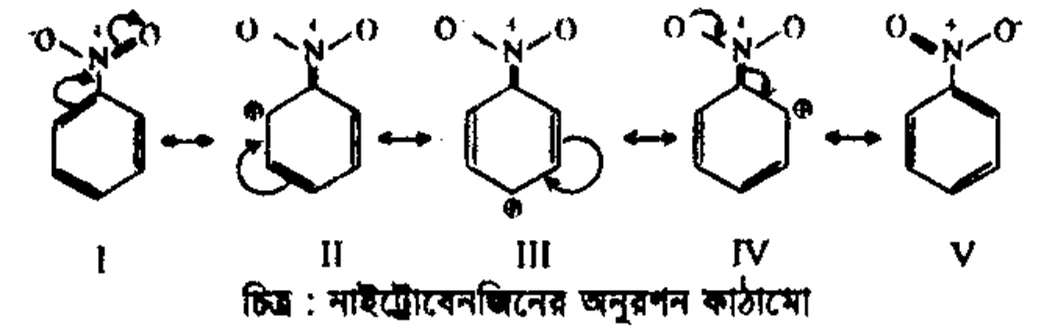 -O N + O O N + O O N + O O N + O O N + O-
⊕ ⊕ ⊕
I II III IV V
চিত্র : নাইট্রোবেনজিনের অনুরণন কাঠামো